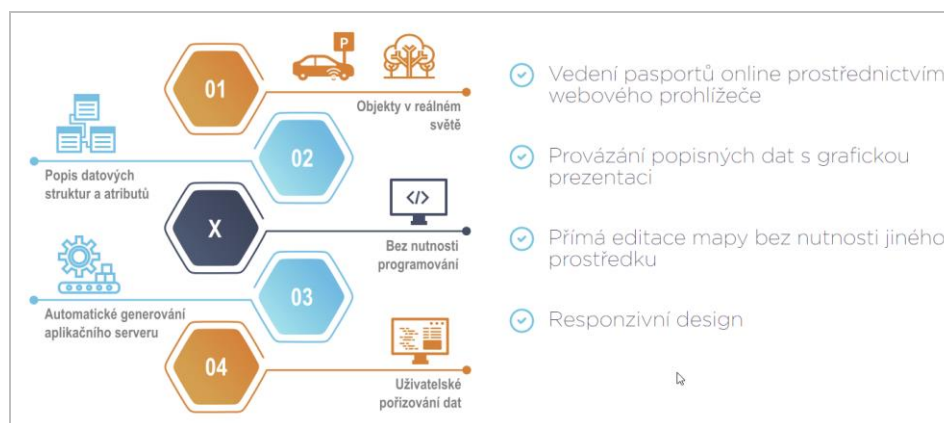 01
P
Objekty v reálném
světě
02
Popis datových
struktur a atributů
X
</>
Bez nutnosti
programování
03
Automatické generování
aplikačního serveru
04
Uživatelské
pořizování dat
Vedení pasportů online prostřednictvím
webového prohlížeče
Provázání popisných dat s grafickou
prezentaci
Přímá editace mapy bez nutnosti jiného
prostředku
Responzivní design